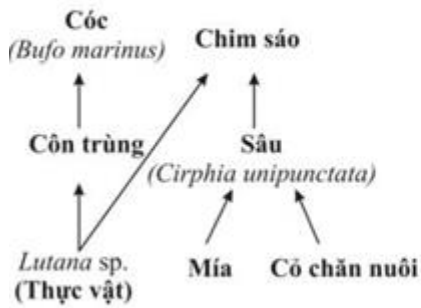 Cóc
(Bufo marinus)
Chim sáo
Côn trùng
Sâu
(Cirphia unipunctata)
Lutana sp.
(Thực vật)
Mía
Cỏ chăn nuôi